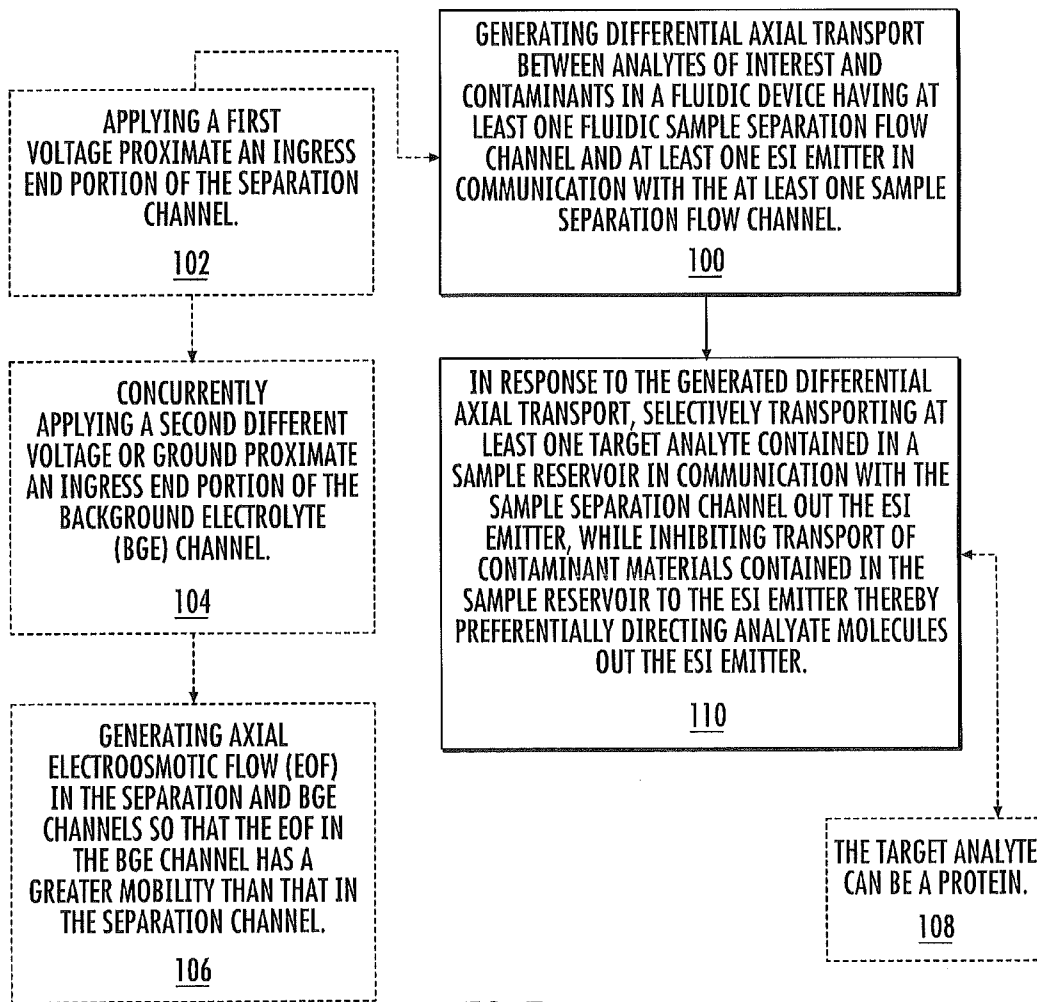 GENERATING DIFFERENTIAL AXIAL TRANSPORT
BETWEEN ANALYTES OF INTEREST AND
CONTAMINANTS IN A FLUIDIC DEVICE HAVING AT
LEAST ONE FLUIDIC SAMPLE SEPARATION FLOW
CHANNEL AND AT LEAST ONE ESI EMITTER IN
COMMUNICATION WITH THE AT LEAST ONE SAMPLE
SEPARATION FLOW CHANNEL.
100
APPLYING A FIRST
VOLTAGE PROXIMATE AN INGRESS
END PORTION OF THE SEPARATION
CHANNEL.
102
CONCURRENTLY
APPLYING A SECOND DIFFERENT
VOLTAGE OR GROUND PROXIMATE
AN INGRESS END PORTION OF THE
BACKGROUND ELECTROLYTE
(BGE) CHANNEL.
104
GENERATING AXIAL
ELECTROOSMOTIC FLOW (EOF)
IN THE SEPARATION AND BGE
CHANNELS SO THAT THE EOF IN
THE BGE CHANNEL HAS A
GREATER MOBILITY THAN THAT IN
THE SEPARATION CHANNEL.
106
IN RESPONSE TO THE GENERATED DIFFERENTIAL
AXIAL TRANSPORT, SELECTIVELY TRANSPORTING AT
LEAST ONE TARGET ANALYTE CONTAINED IN A
SAMPLE RESERVOIR IN COMMUNICATION WITH THE
SAMPLE SEPARATION CHANNEL OUT THE ESI
EMITTER, WHILE INHIBITING TRANSPORT OF
CONTAMINANT MATERIALS CONTAINED IN THE
SAMPLE RESERVOIR TO THE ESI EMITTER THEREBY
PREFERENTIALLY DIRECTING ANALYATE MOLECULES
OUT THE ESI EMITTER.
110
THE TARGET ANALYTE
CAN BE A PROTEIN.
108